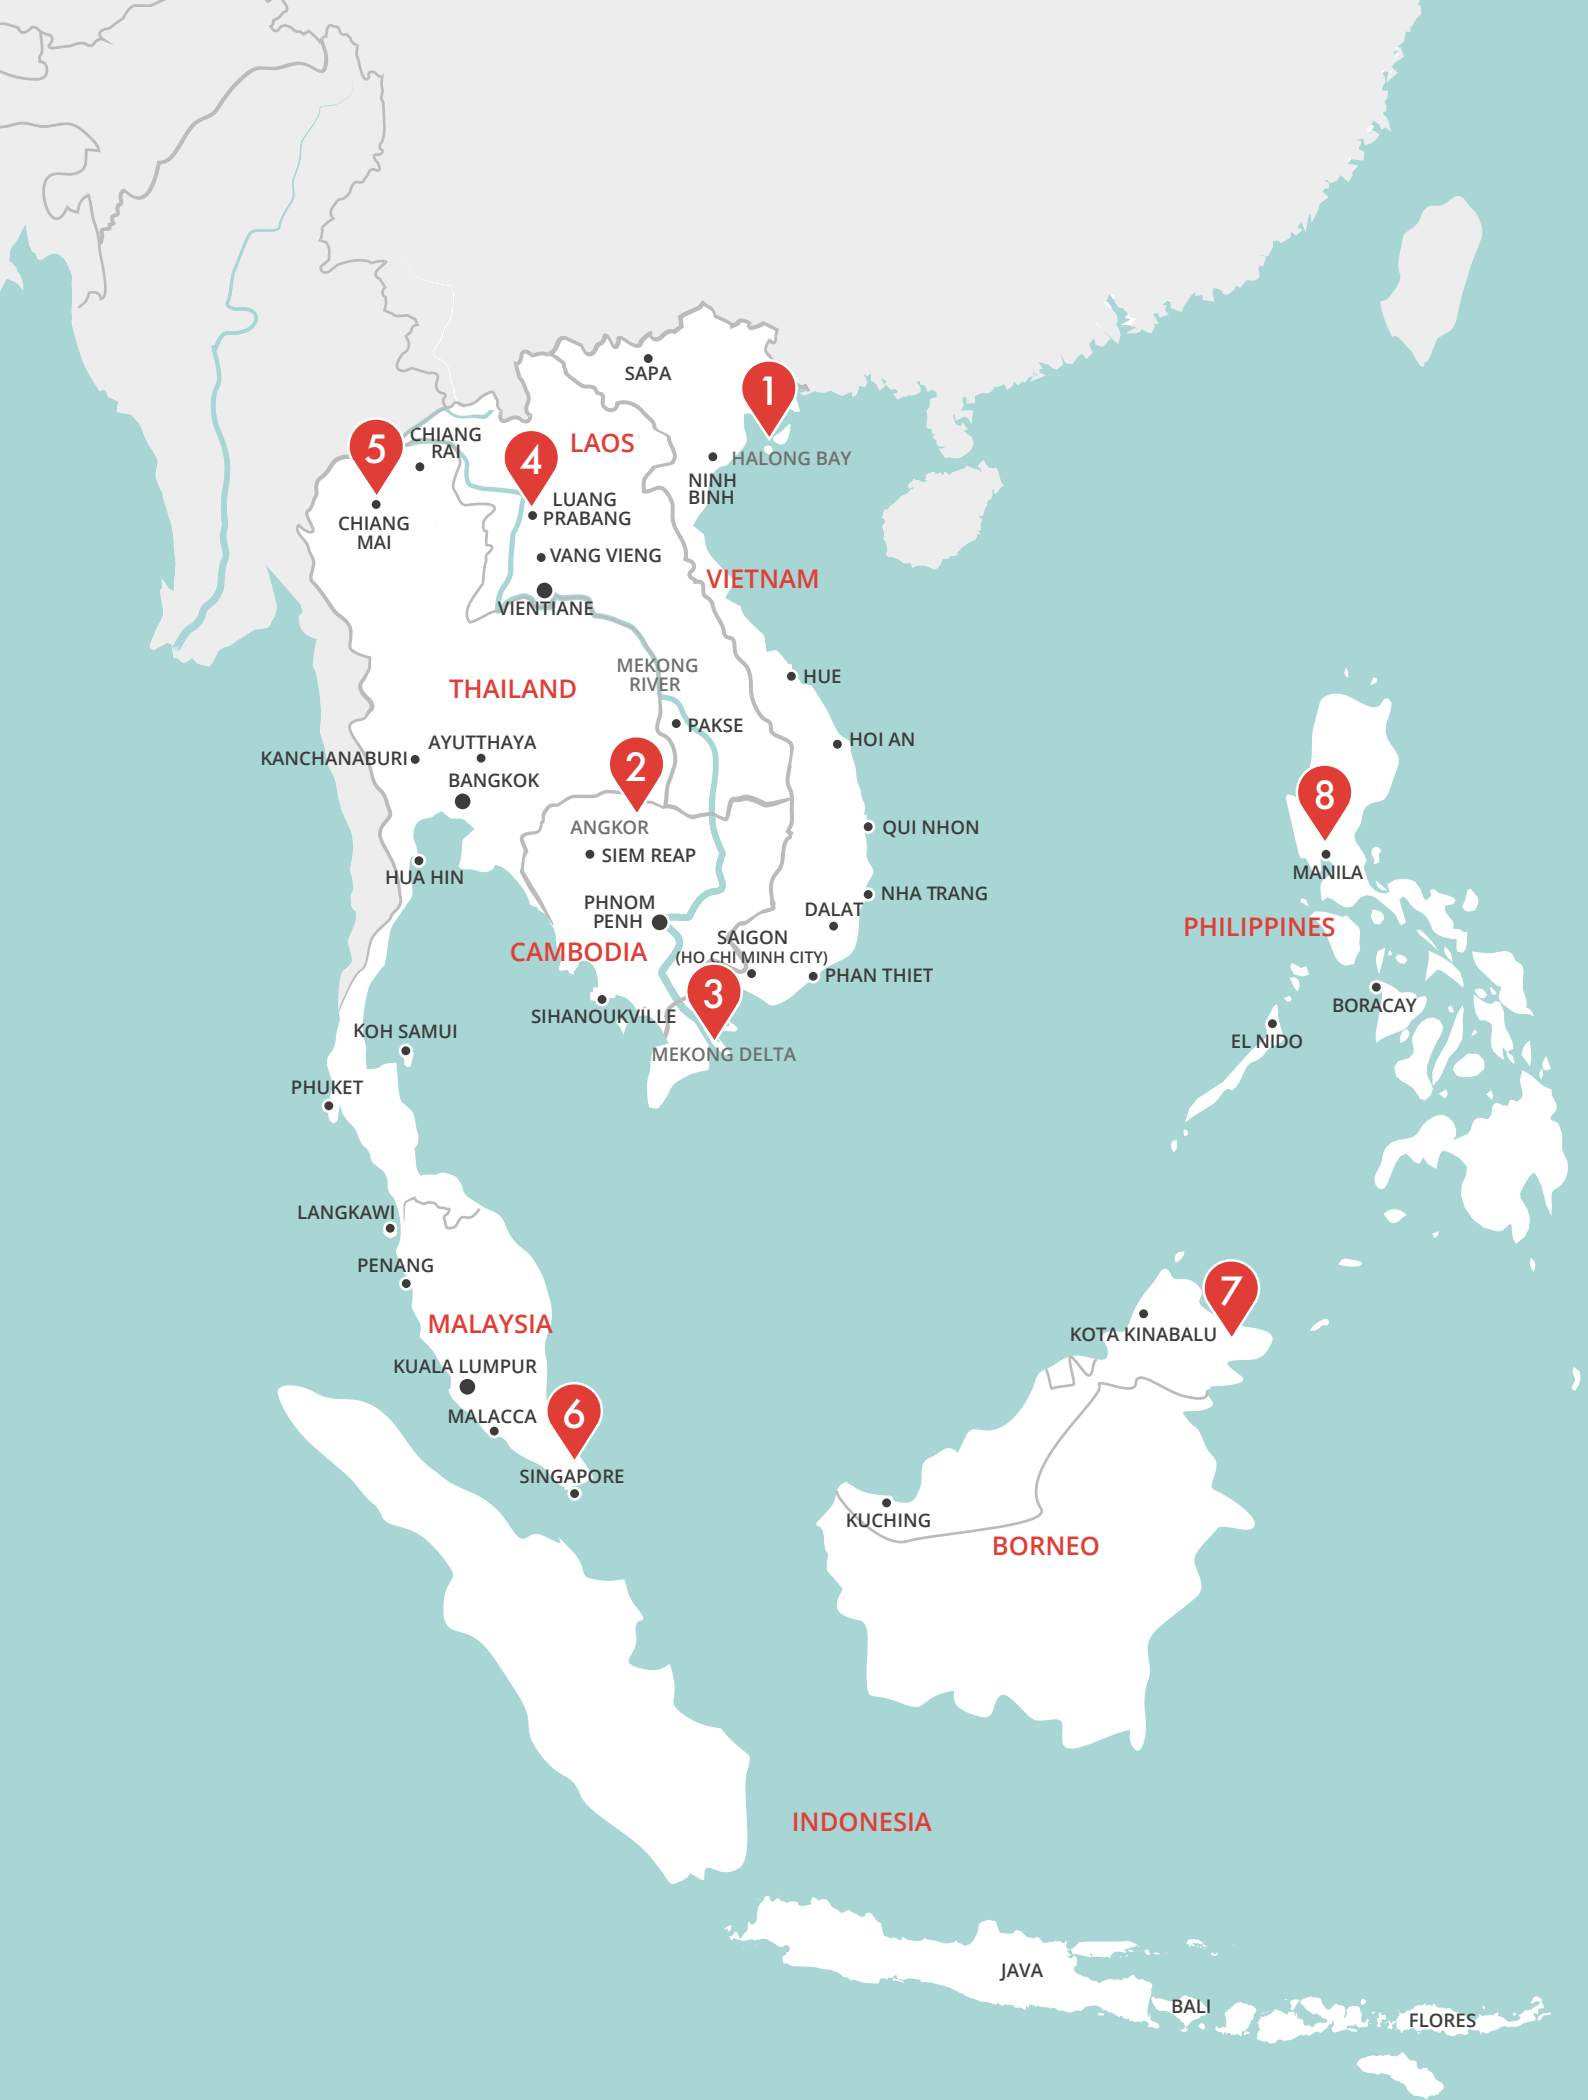 SAPA
1
HALONG BAY
NINH
BINH
LAOS
5
CHIANG
RAI
CHIANG
MAI
4
LUANG
PRABANG
VANG VIENG
VIENTIANE
VIETNAM
MEKONG
RIVER
HUE
THAILAND
PAKSE
HOI AN
KANCHANABURI
AYUTTHAYA
BANGKOK
2
ANGKOR
SIEM REAP
QUI NHON
8
MANILA
HUA HIN
PHNOM
PENH
NHA TRANG
DALAT
PHILIPPINES
CAMBODIA
SAIGON
(HO CHI MINH CITY)
PHAN THIET
3
SIHANOUKVILLE
MEKONG DELTA
BORACAY
EL NIDO
KOH SAMUI
PHUKET
LANGKAWI
PENANG
MALAYSIA
KUALA LUMPUR
MALACCA
6
SINGAPORE
7
KOTA KINABALU
KUCHING
BORNEO
INDONESIA
JAVA
BALI
FLORES